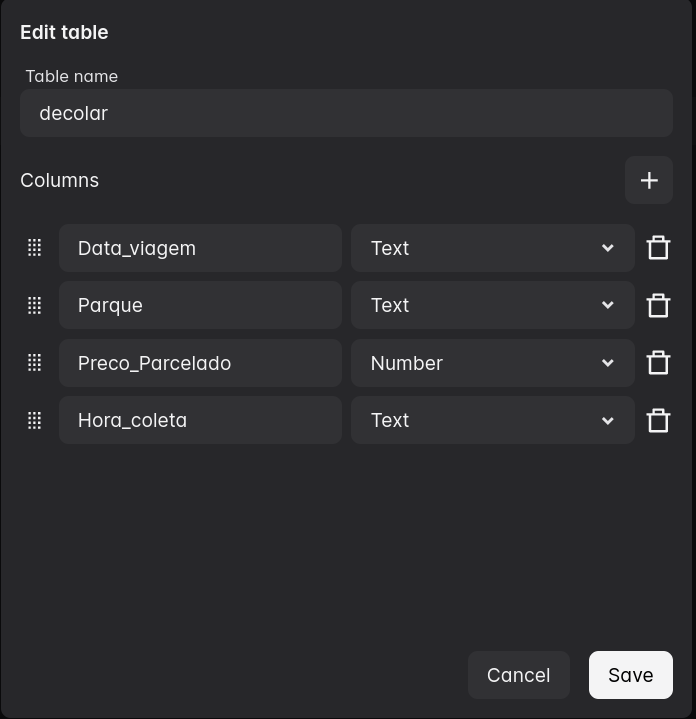 Edit table
Table name
decolar
Columns
Data_viagem Text
Parque Text
Preco_Parcelado Number
Hora_coleta Text
Cancel Save